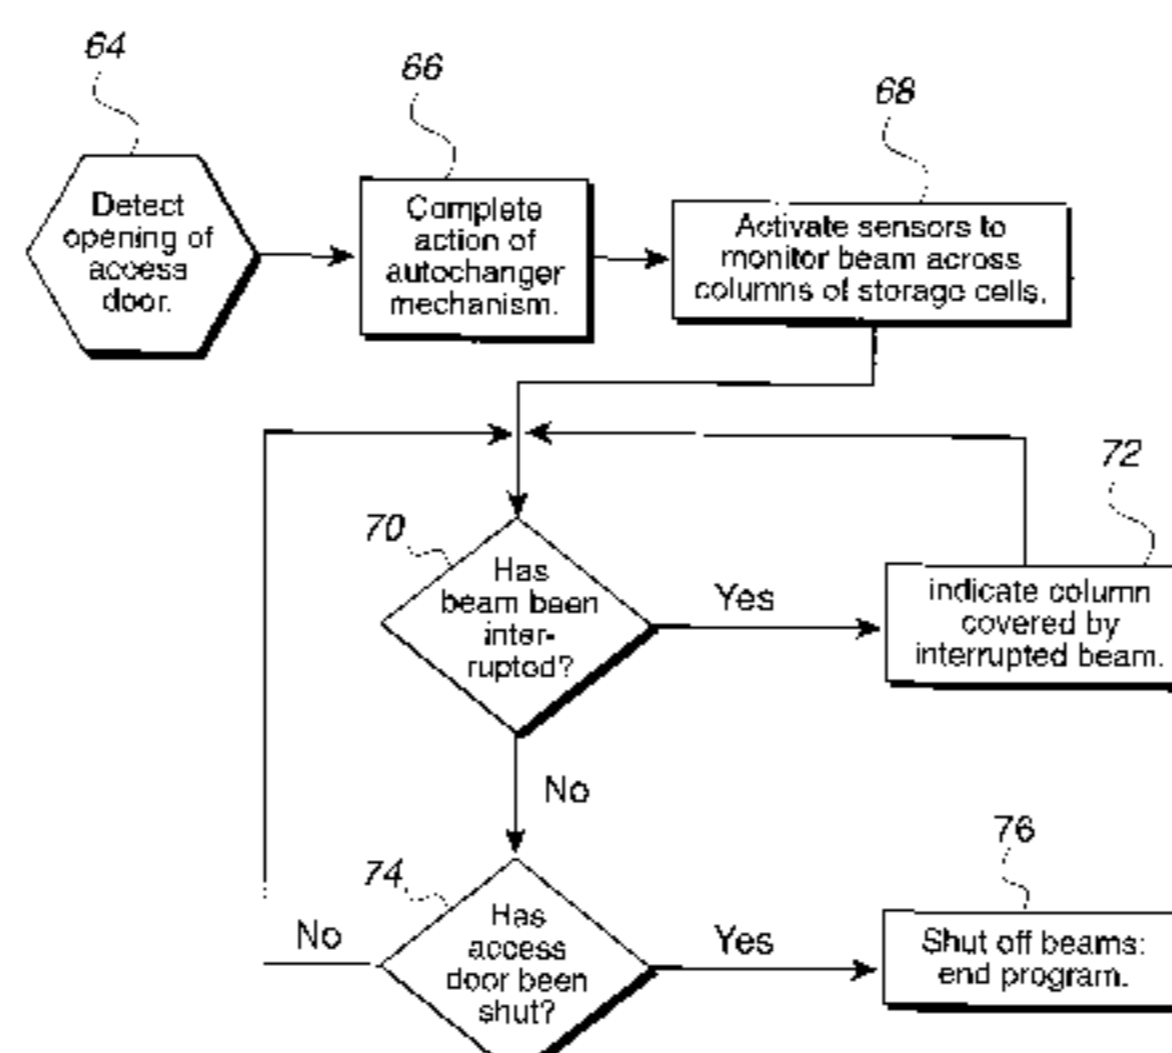 64
66
68
Detect
opening of
access
door.
Complete
action of
autochanger
mechanism.
Activate sensors to
monitor beam across
columns of storage cells.
70
72
Has
beam been
inter-
rupted?
Yes
indicate column
covered by
interrupted beam.
No
74
76
Has
access
door been
shut?
No
Yes
Shut off beams:
end program.